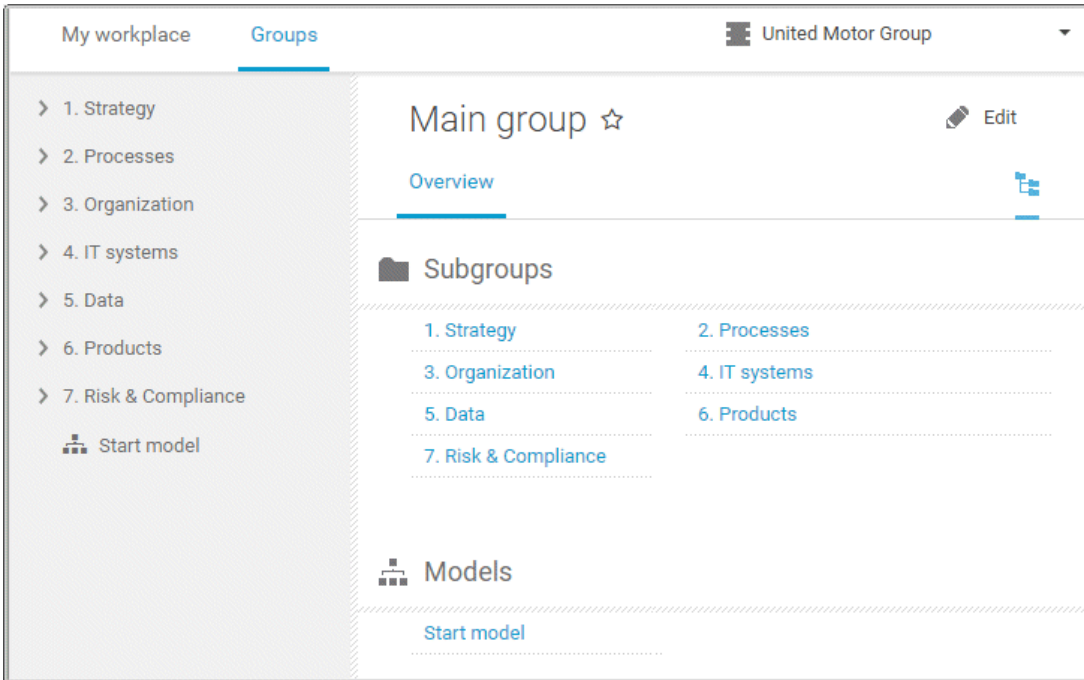 My workplace Groups United Motor Group
1. Strategy
2. Processes
3. Organization
4. IT systems
5. Data
6. Products
7. Risk & Compliance
Start model
Main group Edit
Overview
Subgroups
1. Strategy 2. Processes
3. Organization 4. IT systems
5. Data 6. Products
7. Risk & Compliance
Models
Start model